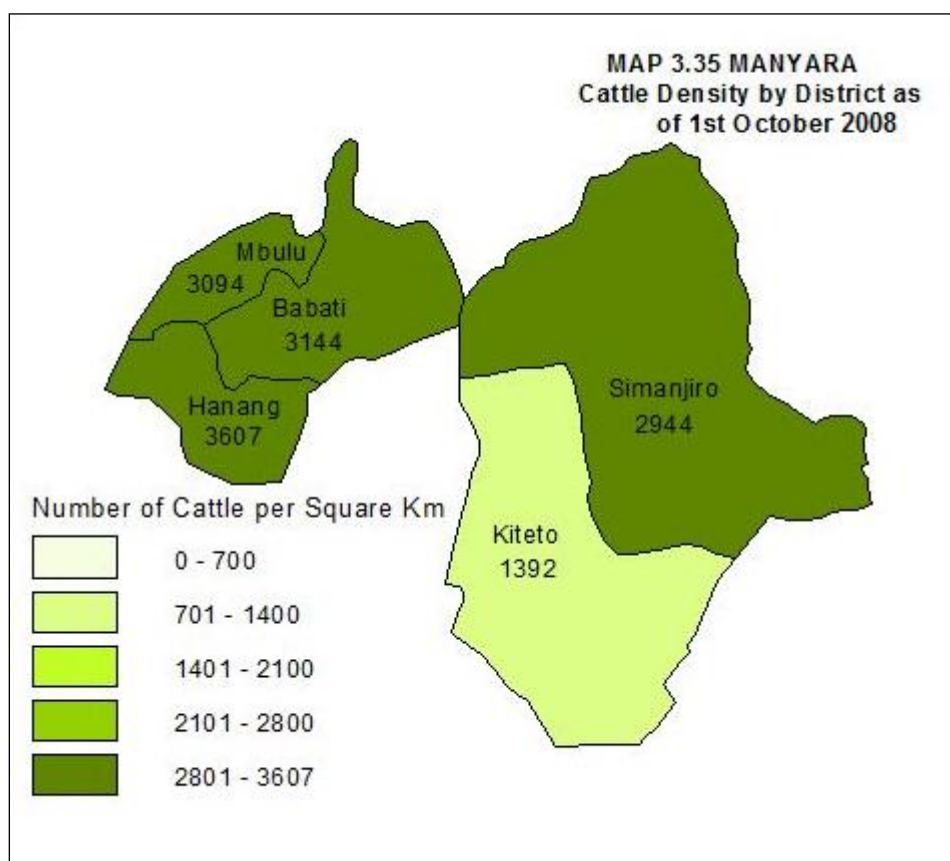 MAP 3.35 MANYARA
Cattle Density by District as
of 1st October 2008
Mbulu
3094
Babati
3144
Hanang
3607
Simanjiro
2944
Kiteto
1392
Number of Cattle per Square Km
0 - 700
701 - 1400
1401 - 2100
2101 - 2800
2801 - 3607